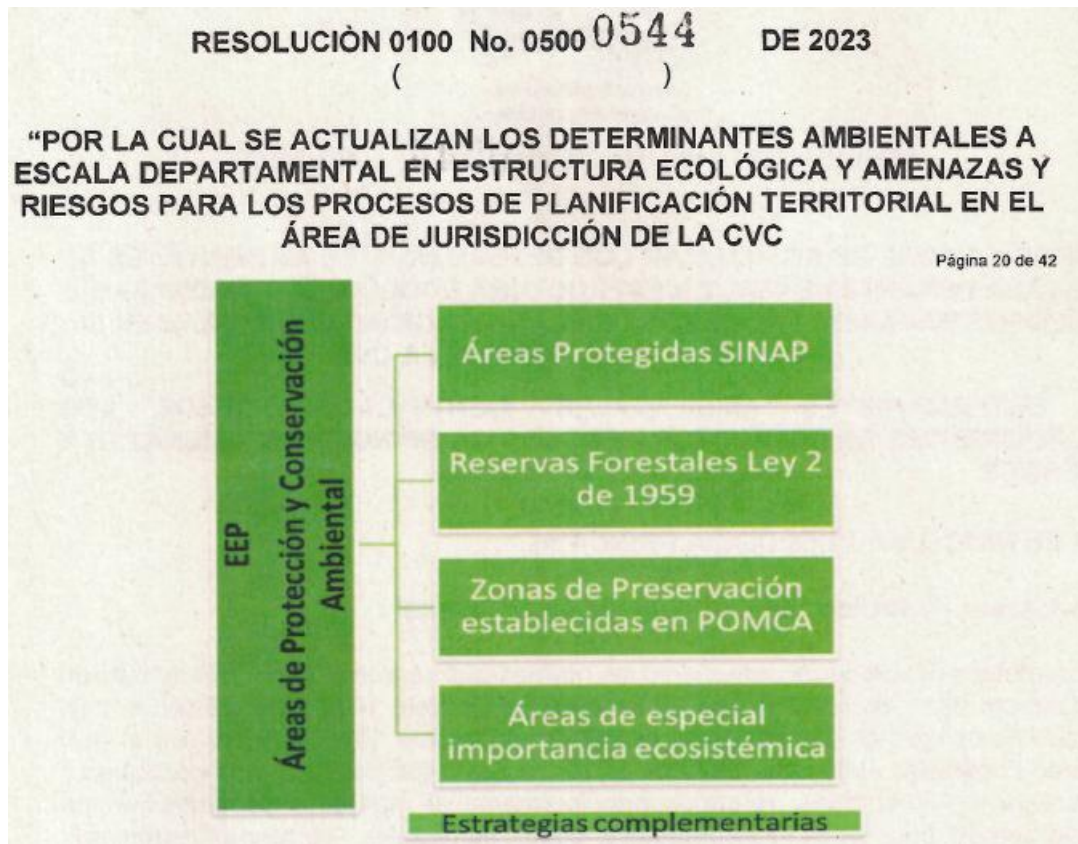 RESOLUCIÒN 0100 No. 0500 0544 DE 2023
( )
“POR LA CUAL SE ACTUALIZAN LOS DETERMINANTES AMBIENTALES A
ESCALA DEPARTAMENTAL EN ESTRUCTURA ECOLÓGICA Y AMENAZAS Y
RIESGOS PARA LOS PROCESOS DE PLANIFICACIÓN TERRITORIAL EN EL
ÁREA DE JURISDICCIÓN DE LA CVC
Página 20 de 42
EEP
Áreas de Protección y Conservación
Ambiental
Áreas Protegidas SINAP
Reservas Forestales Ley 2
de 1959
Zonas de Preservación
establecidas en POMCA
Áreas de especial
importancia ecosistémica
Estrategias complementarias